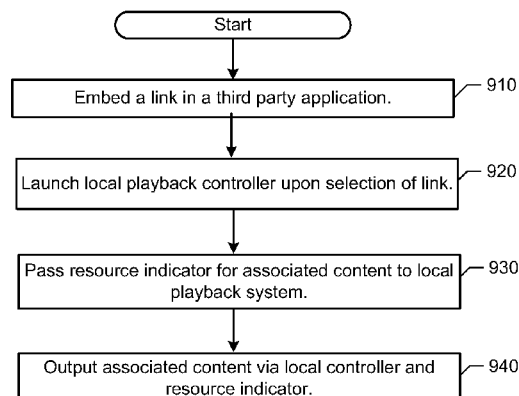 Start
Embed a link in a third party application.
910
Launch local playback controller upon selection of link.
920
Pass resource indicator for associated content to local
playback system.
930
Output associated content via local controller and
resource indicator.
940